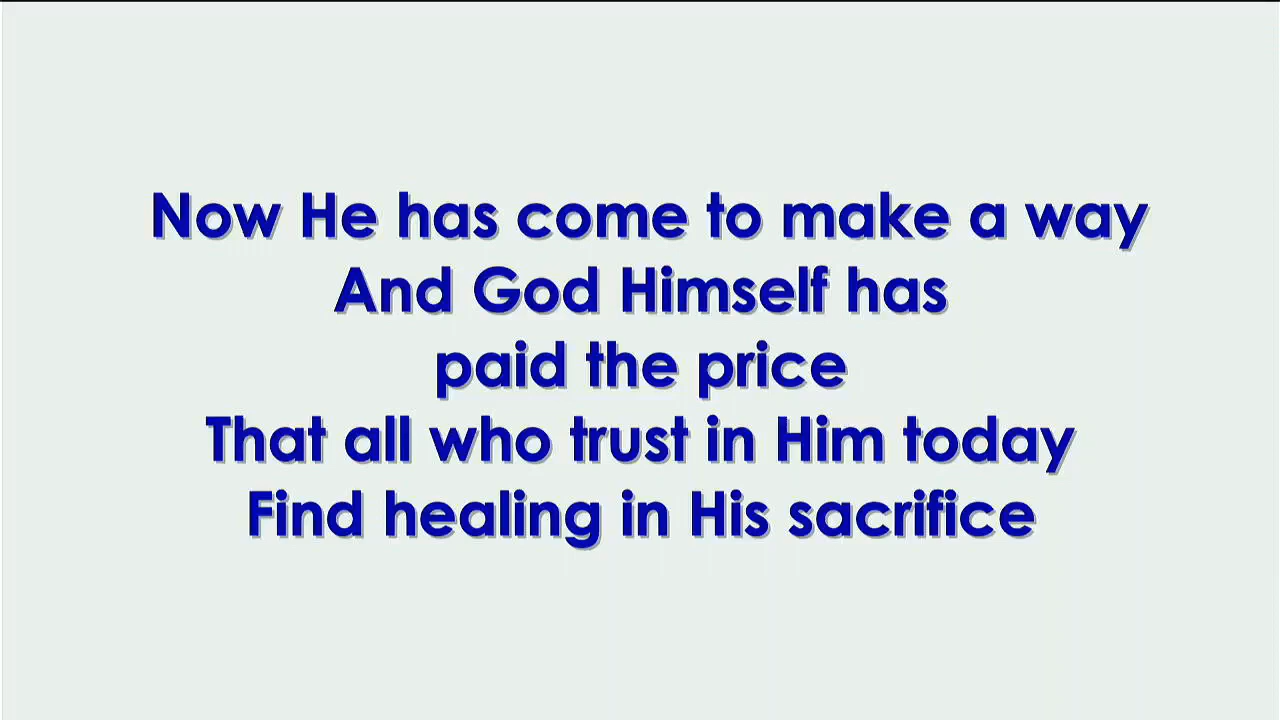 Now He has come to make a way
And God Himself has
paid the price
That all who trust in Him today
Find healing in His sacrifice